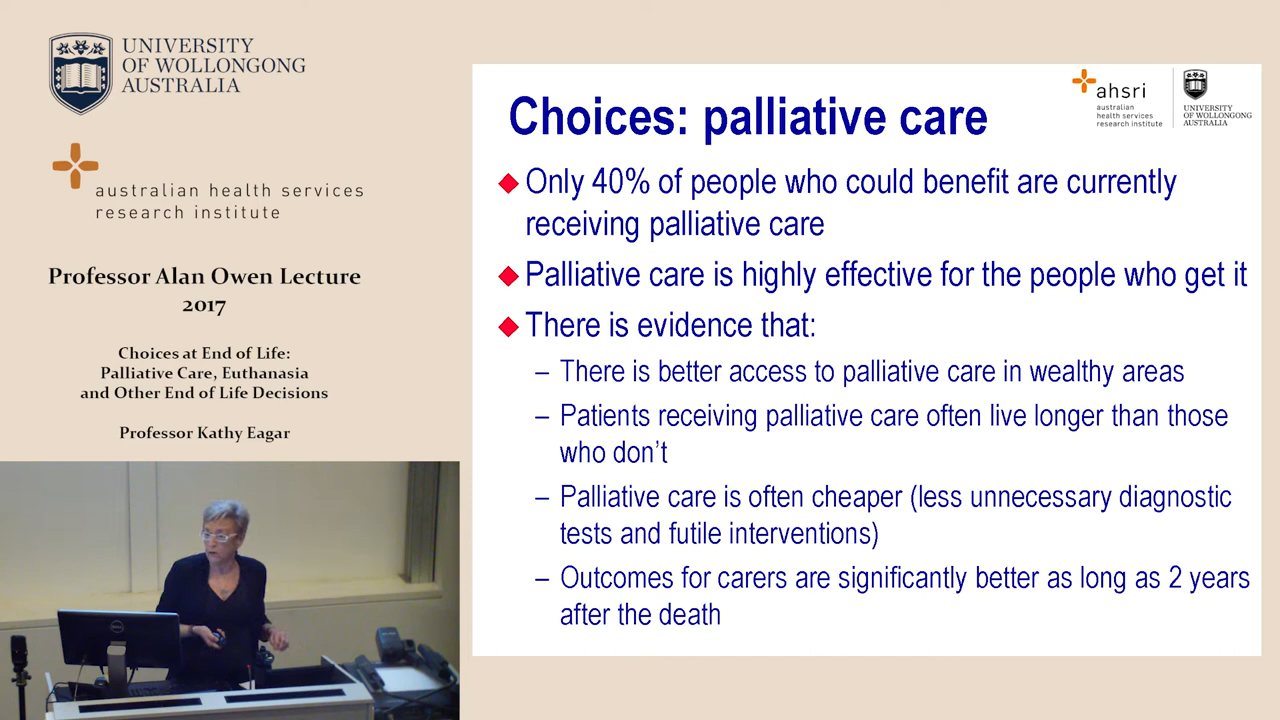 UNIVERSITY
OF WOLLONGONG
AUSTRALIA
australian health services
research institute
Professor Alan Owen Lecture
2017
Choices at End of Life:
Palliative Care, Euthanasia
and Other End of Life Decisions
Professor Kathy Eagar
ahsri
australian
health services
research institute
UNIVERSITY
OF WOLLONGONG
AUSTRALIA
Choices: palliative care
Only 40% of people who could benefit are currently
receiving palliative care
Palliative care is highly effective for the people who get it
There is evidence that:
– There is better access to palliative care in wealthy areas
– Patients receiving palliative care often live longer than those
who don't
– Palliative care is often cheaper (less unnecessary diagnostic
tests and futile interventions)
– Outcomes for carers are significantly better as long as 2 years
after the death
DELL